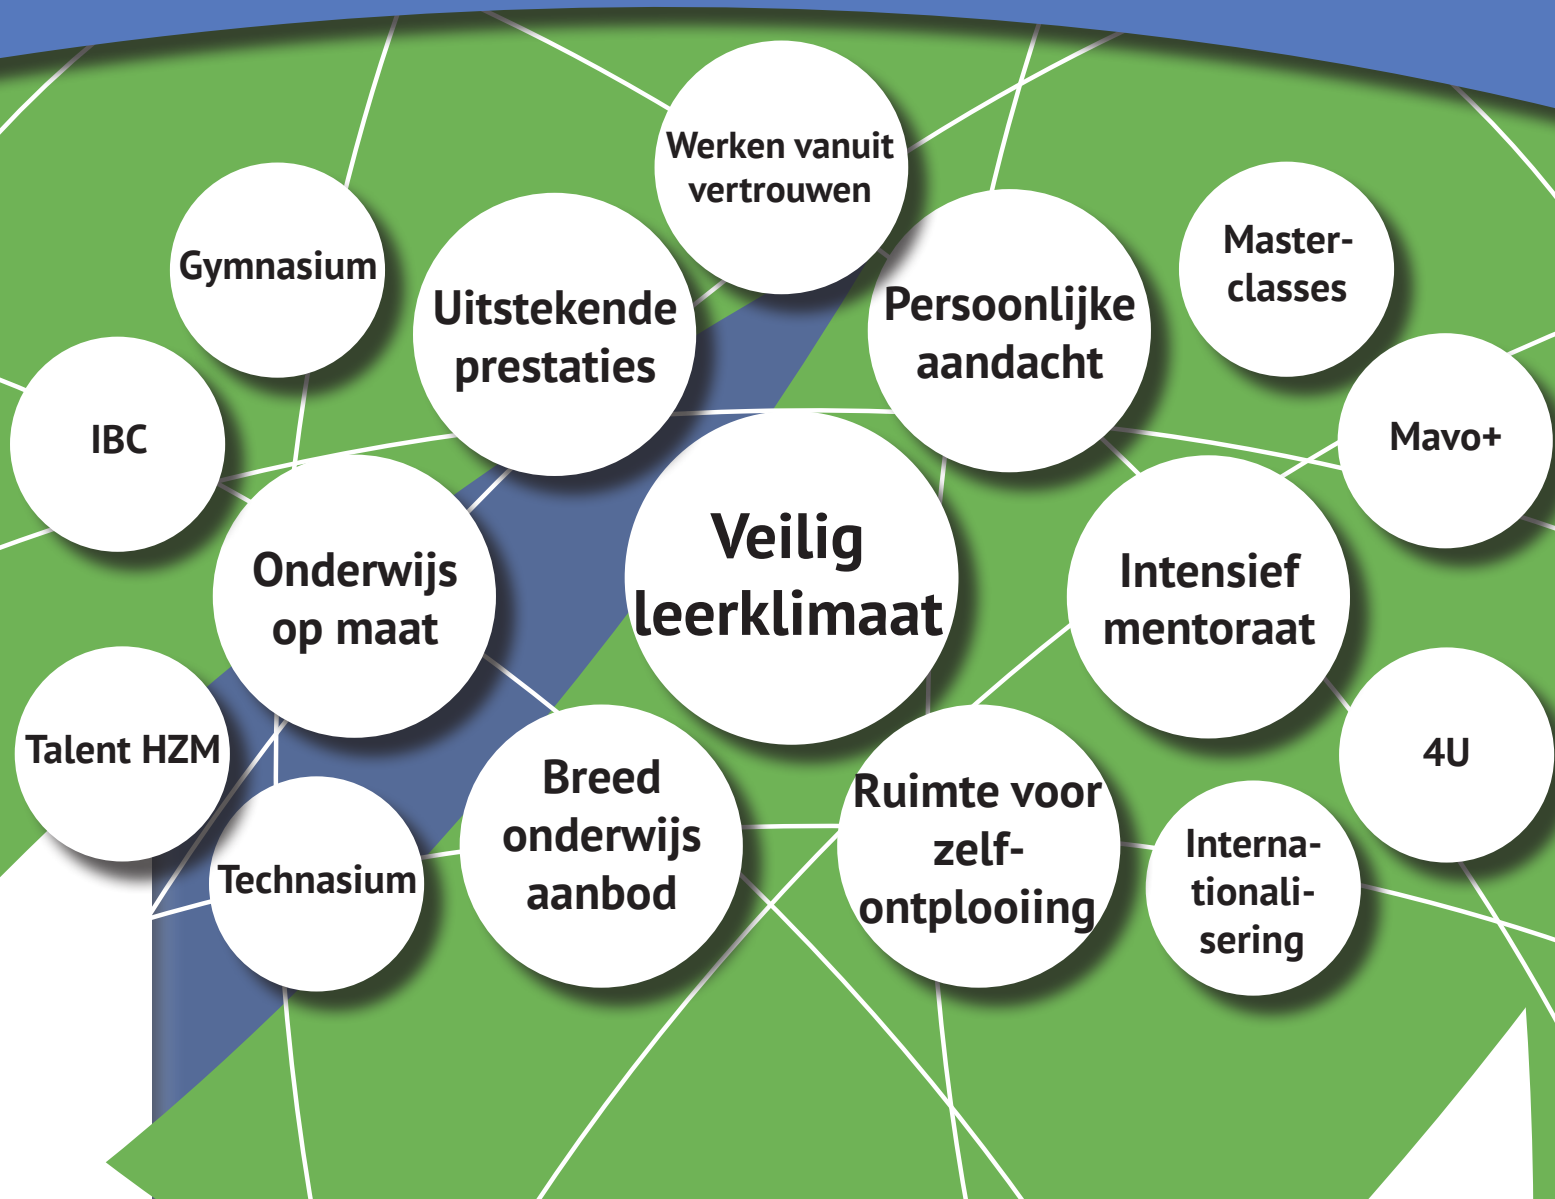 Werken vanuit
vertrouwen
Gymnasium
Uitstekende
prestaties
Persoonlijke
aandacht
Master-
classes
IBC
Mavo+
Onderwijs
op maat
Veilig
leerklimaat
Intensief
mentoraat
Talent HZM
4U
Technasium
Breed
onderwijs
aanbod
Ruimte voor
zelf-
ontplooiing
Interna-
tionali-
sering